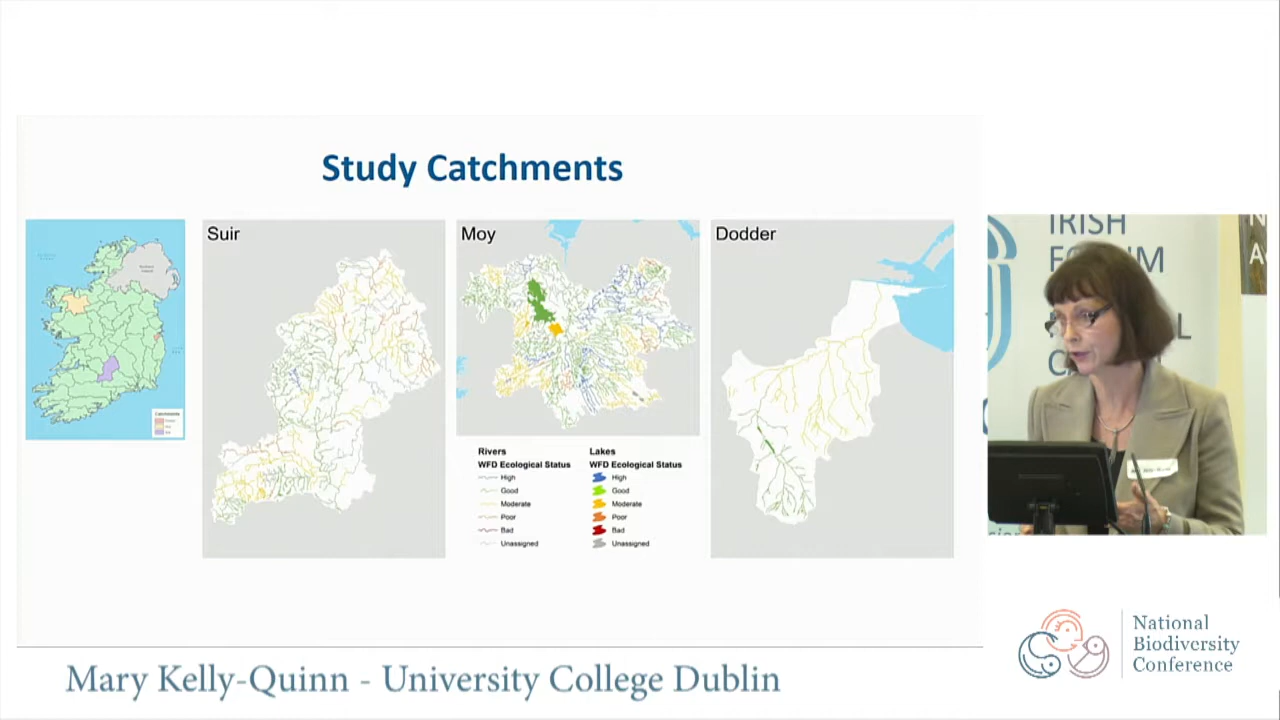 Study Catchments
Suir
Moy
Dodder
Catchments
Rivers
WFD Ecological Status
High
Good
Moderate
Poor
Bad
Unassigned
Lakes
WFD Ecological Status
High
Good
Moderate
Poor
Bad
Unassigned
IRISH
National
Biodiversity
Conference
Mary Kelly-Quinn - University College Dublin